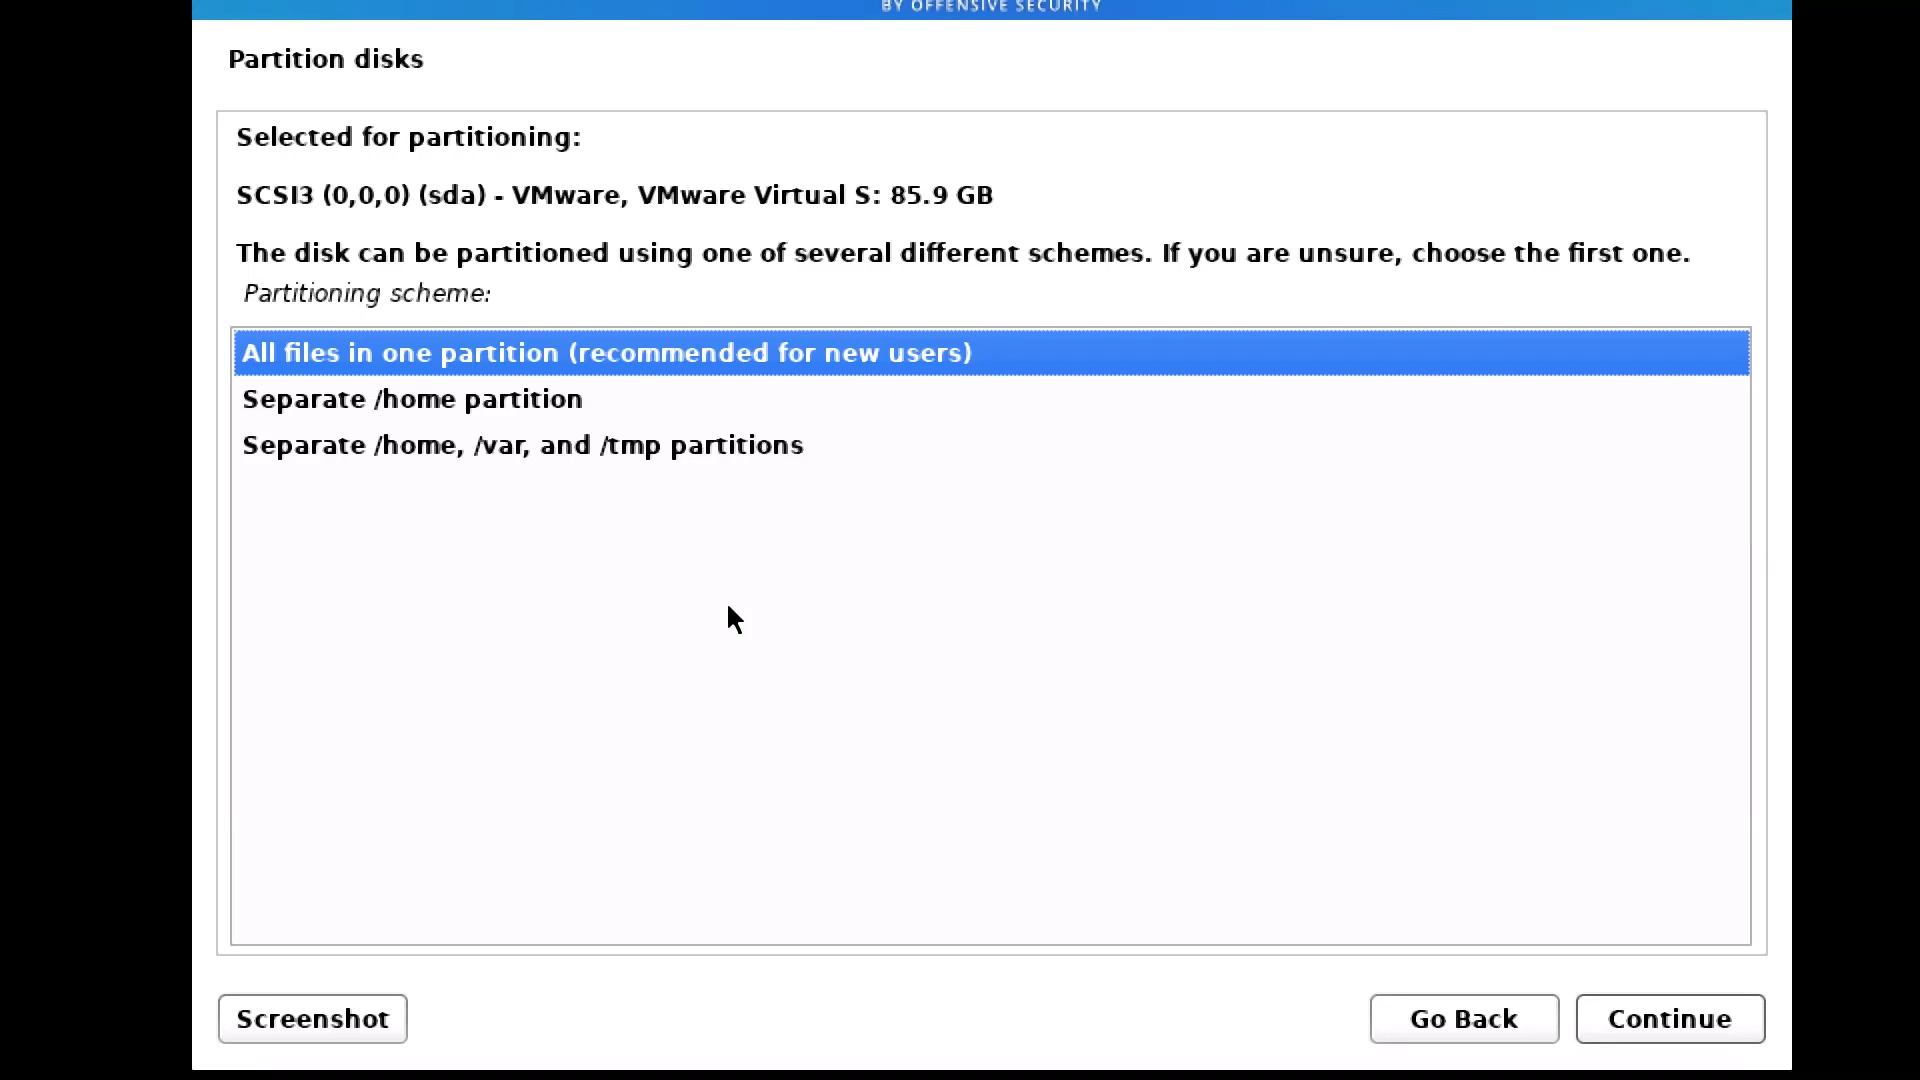 BY OFFENSIVE SECURITY
Partition disks
Selected for partitioning:
SCSI3 (0,0,0) (sda) - VMware, VMware Virtual S: 85.9 GB
The disk can be partitioned using one of several different schemes. If you are unsure, choose the first one.
Partitioning scheme:
All files in one partition (recommended for new users)
Separate /home partition
Separate /home, /var, and /tmp partitions
Screenshot
Go Back
Continue